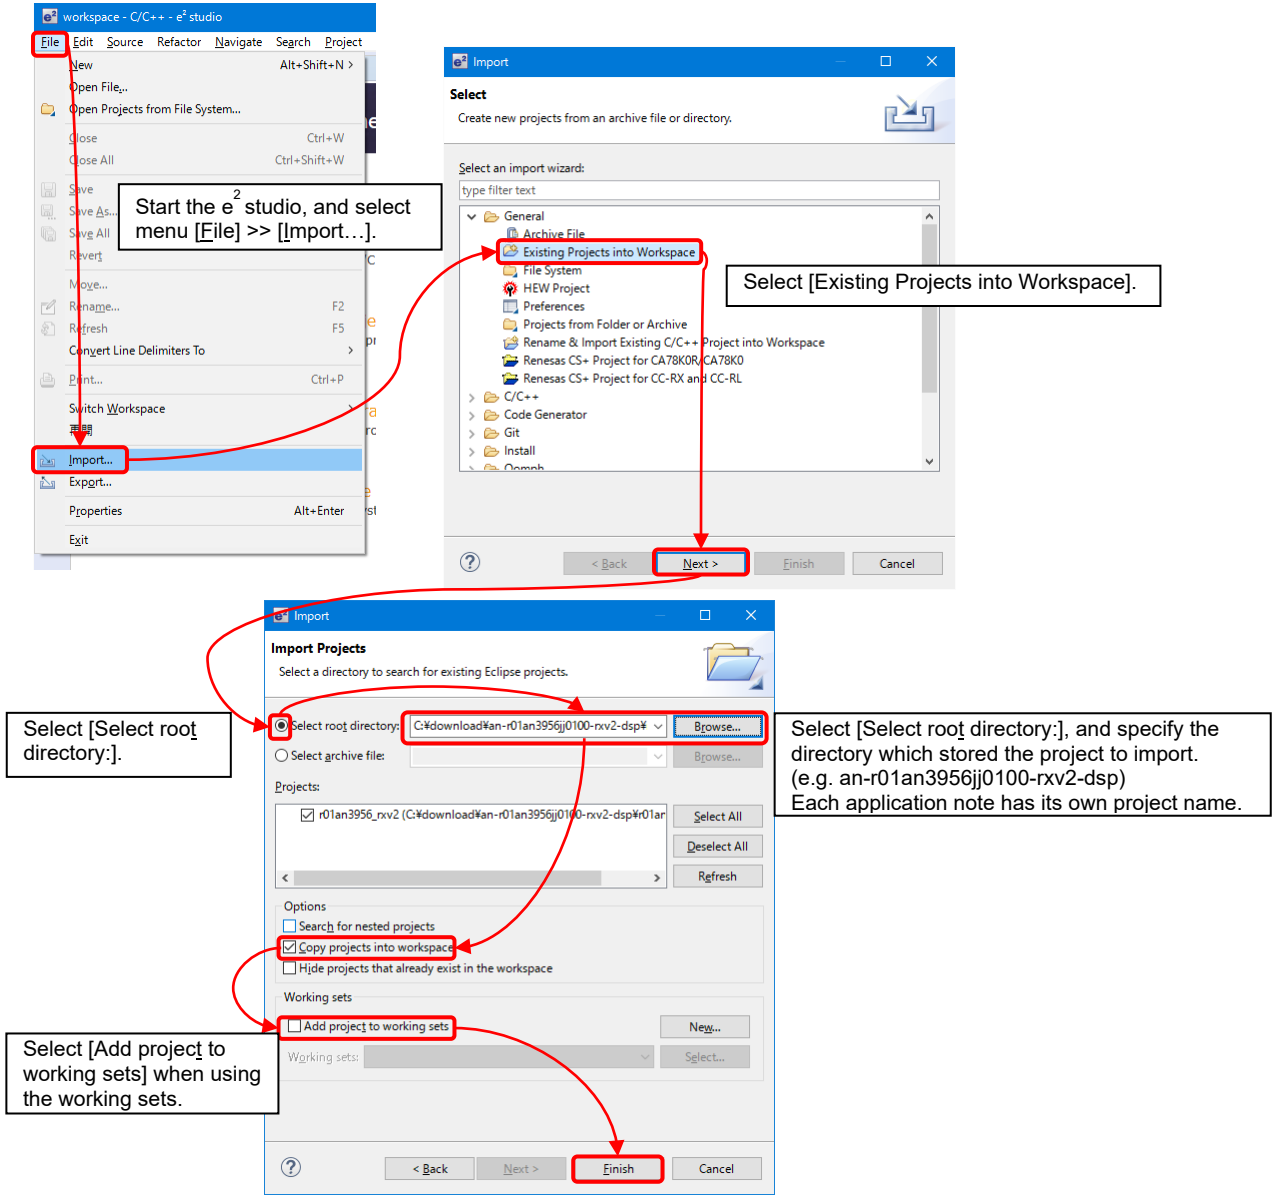 workspace - C/C++ - e² studio
File Edit Source Refactor Navigate Search Project
New Alt+Shift+N >
Open File...
Open Projects from File System...
Close Ctrl+W
Close All Ctrl+Shift+W
Save
Save As...
Save All
Revert
Move...
Rename... F2
Refresh F5
Convert Line Delimiters To >
Print... Ctrl+P
Switch Workspace >
再開
Import...
Export...
Properties Alt+Enter
Exit
Start the e² studio, and select
menu [File] >> [Import…].
e² Import
Select
Create new projects from an archive file or directory.
Select an import wizard:
type filter text
General
Archive File
Existing Projects into Workspace
File System
HEW Project
Preferences
Projects from Folder or Archive
Rename & Import Existing C/C++ Project into Workspace
Renesas CS+ Project for CA78K0R/CA78K0
Renesas CS+ Project for CC-RX and CC-RL
C/C++
Code Generator
Git
Install
Oomph
? < Back Next > Finish Cancel
Select [Existing Projects into Workspace].
e² Import
Import Projects
Select a directory to search for existing Eclipse projects.
Select root directory: C:¥download¥an-r01an3956jj0100-rxv2-dsp¥ Browse...
Select archive file: Browse...
Projects:
r01an3956_rxv2 (C:¥download¥an-r01an3956jj0100-rxv2-dsp¥r01ar
Select All
Deselect All
Refresh
Options
Search for nested projects
Copy projects into workspace
Hide projects that already exist in the workspace
Working sets
Add project to working sets New...
Working sets: Select...
? < Back Next > Finish Cancel
Select [Select root
directory:].
Select [Select root directory:], and specify the
directory which stored the project to import.
(e.g. an-r01an3956jj0100-rxv2-dsp)
Each application note has its own project name.
Select [Add project to
working sets] when using
the working sets.